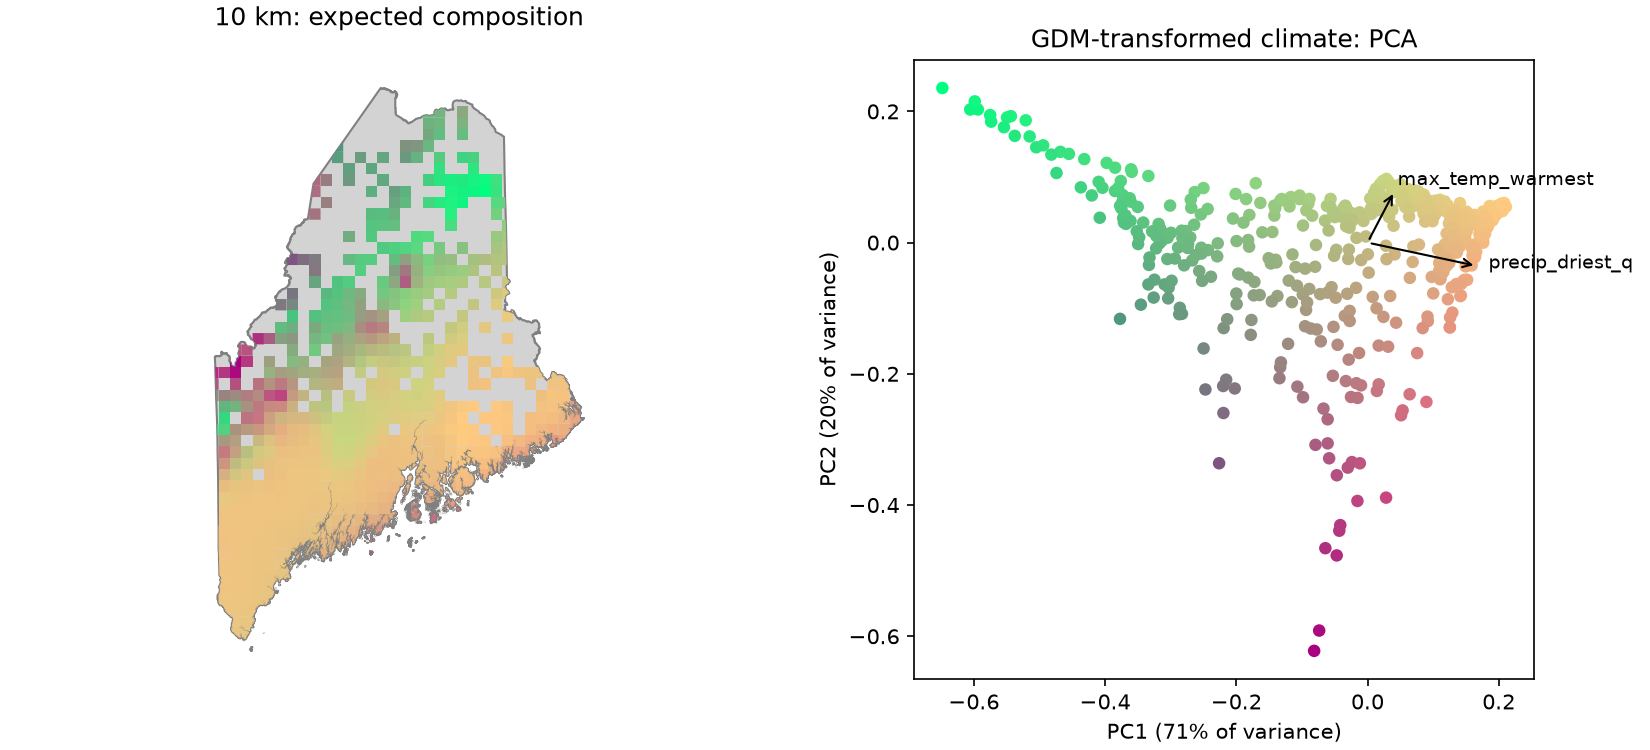 10 km: expected composition
GDM-transformed climate: PCA
0.2
0.0
−0.2
−0.4
−0.6
PC2 (20% of variance)
max_temp_warmest
precip_driest_q
−0.6
−0.4
−0.2
0.0
0.2
PC1 (71% of variance)